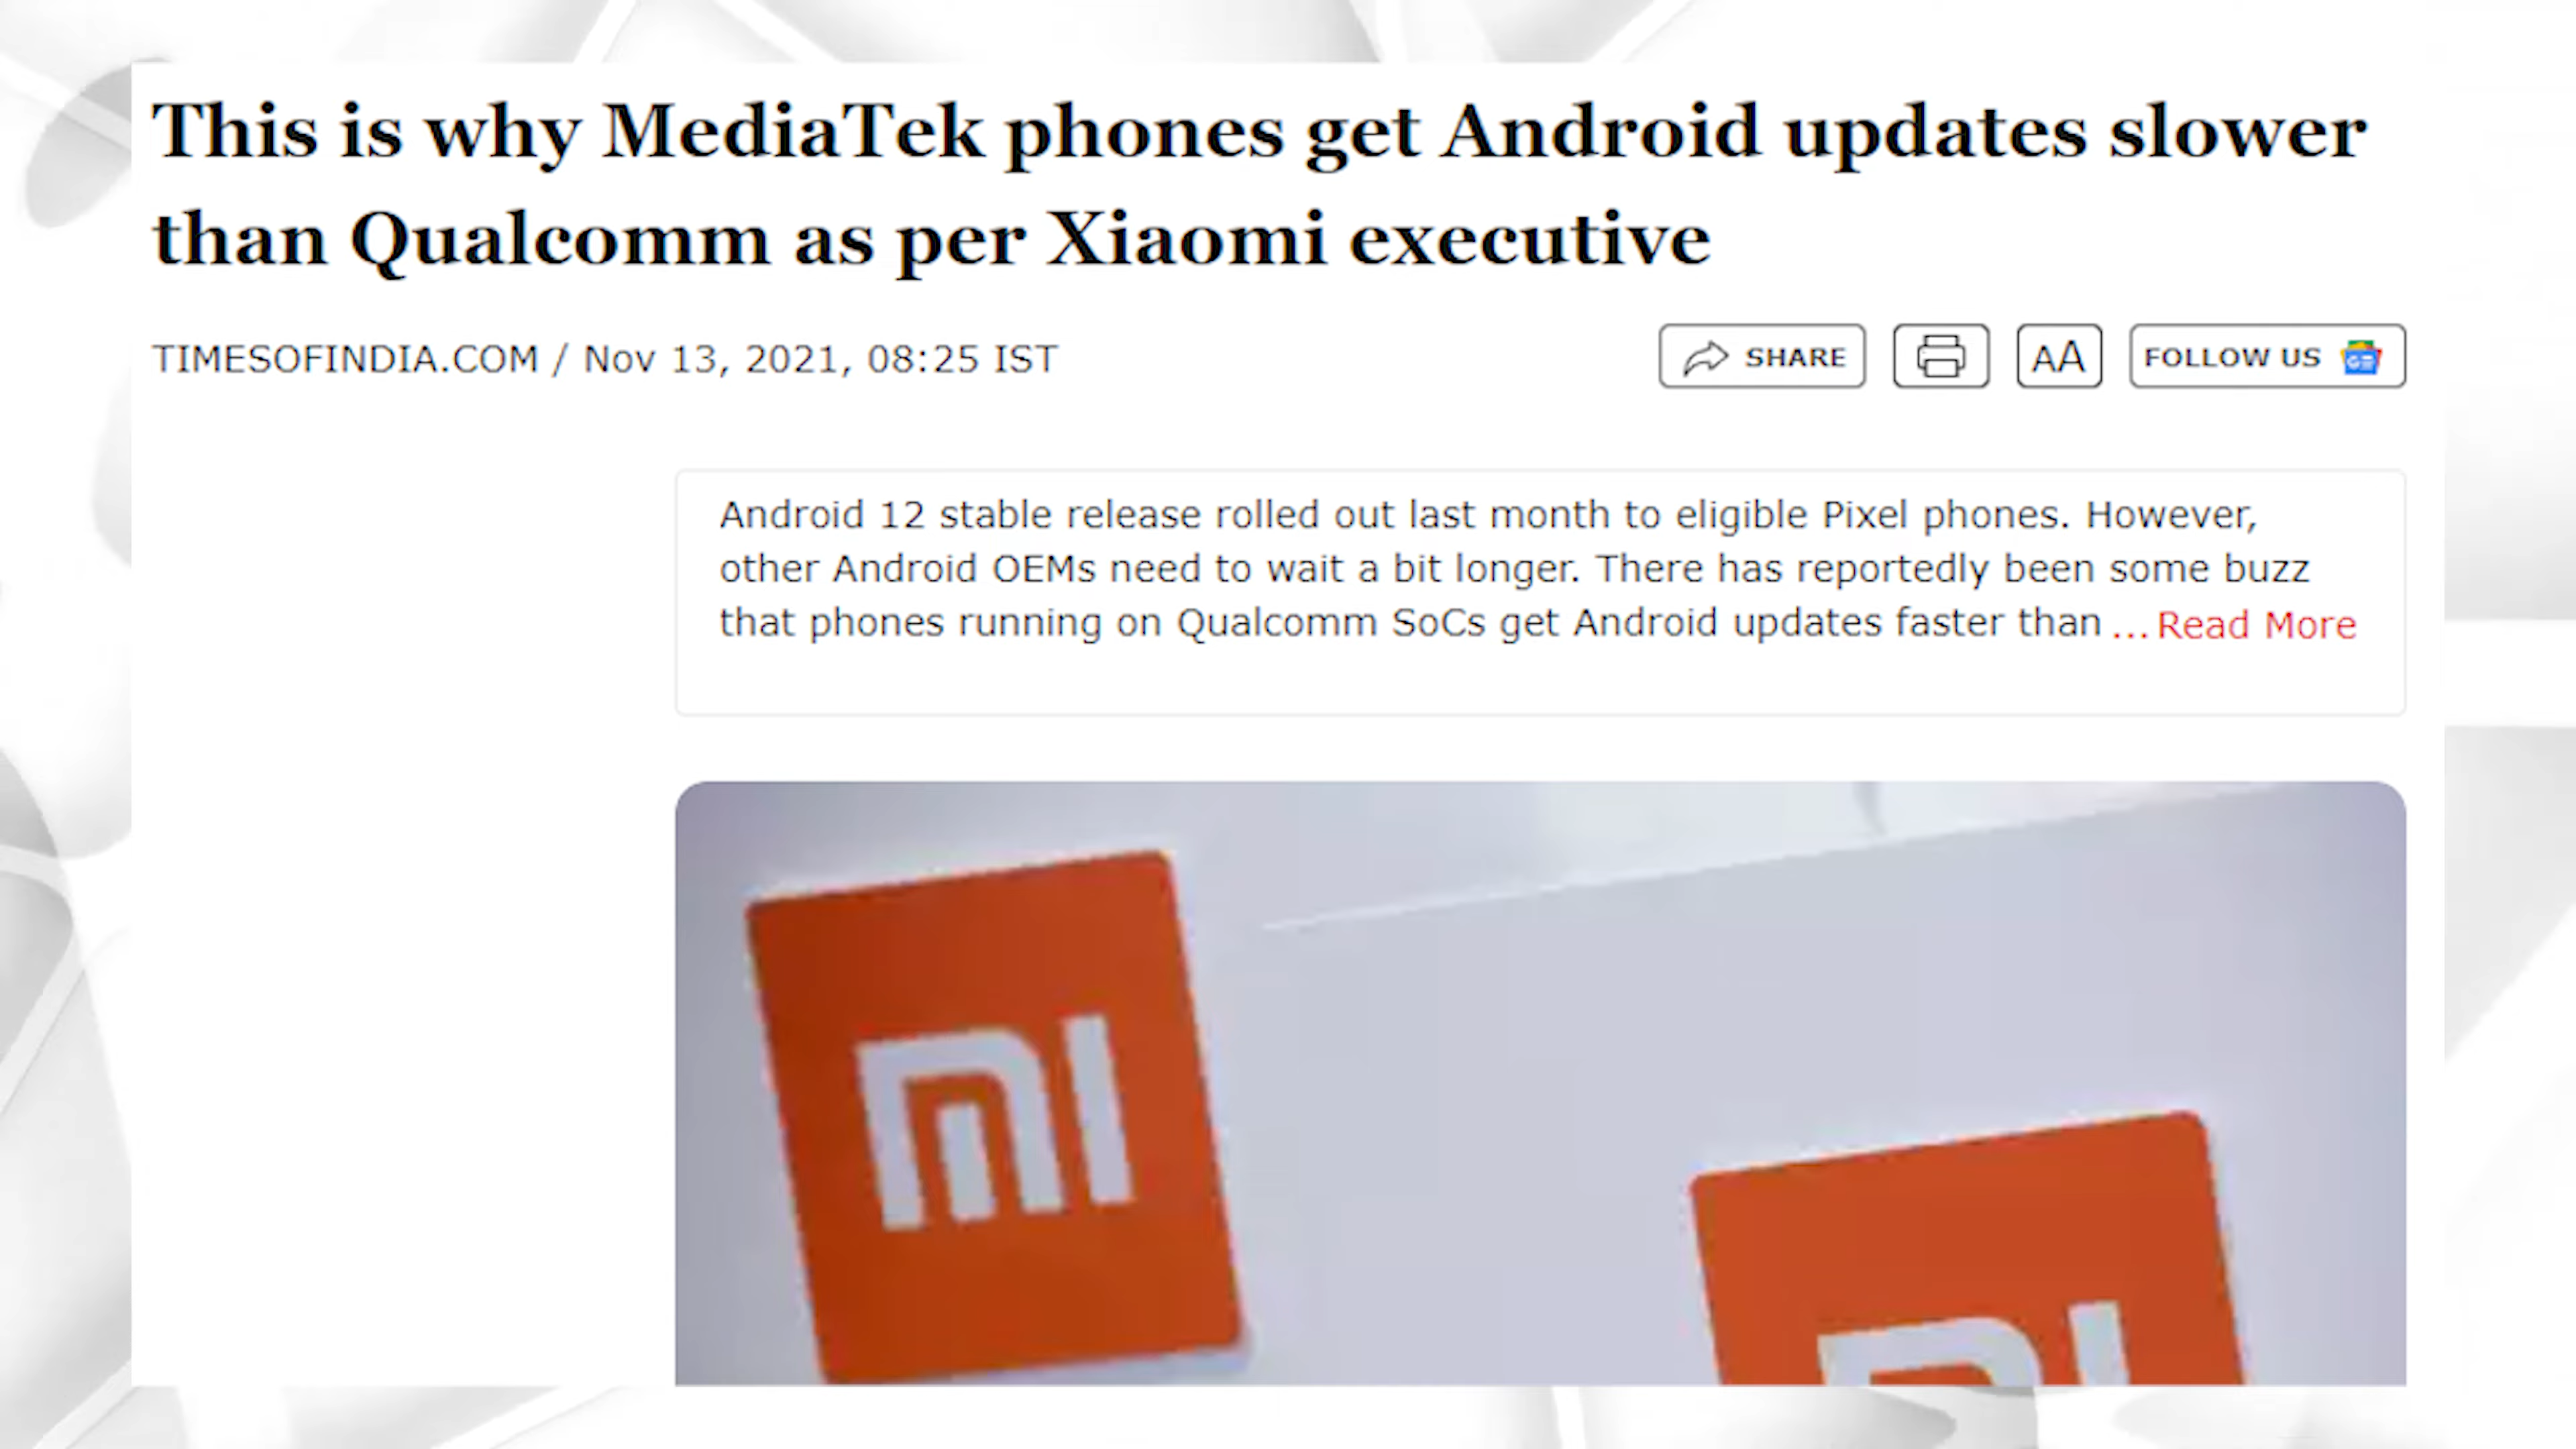 This is why MediaTek phones get Android updates slower
than Qualcomm as per Xiaomi executive
TIMESOFINDIA.COM / Nov 13, 2021, 08:25 IST
SHARE
AA
FOLLOW US
Android 12 stable release rolled out last month to eligible Pixel phones. However,
other Android OEMs need to wait a bit longer. There has reportedly been some buzz
that phones running on Qualcomm SoCs get Android updates faster than ... Read More
mi
mi